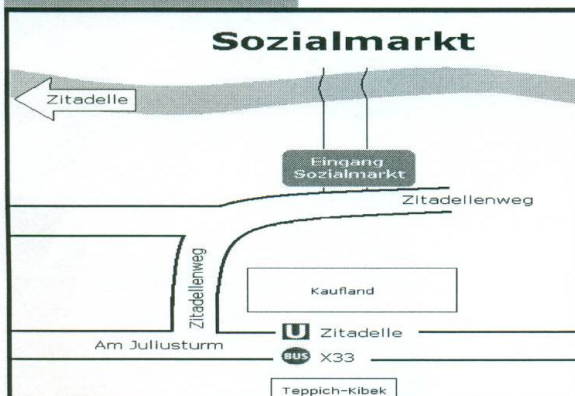 Sozialmarkt
Zitadelle
Eingang
Sozialmarkt
Zitadellenweg
Zitadellenweg
Kaufland
U Zitadelle
Am Juliusturm
BUS X33
Teppich-Kibek